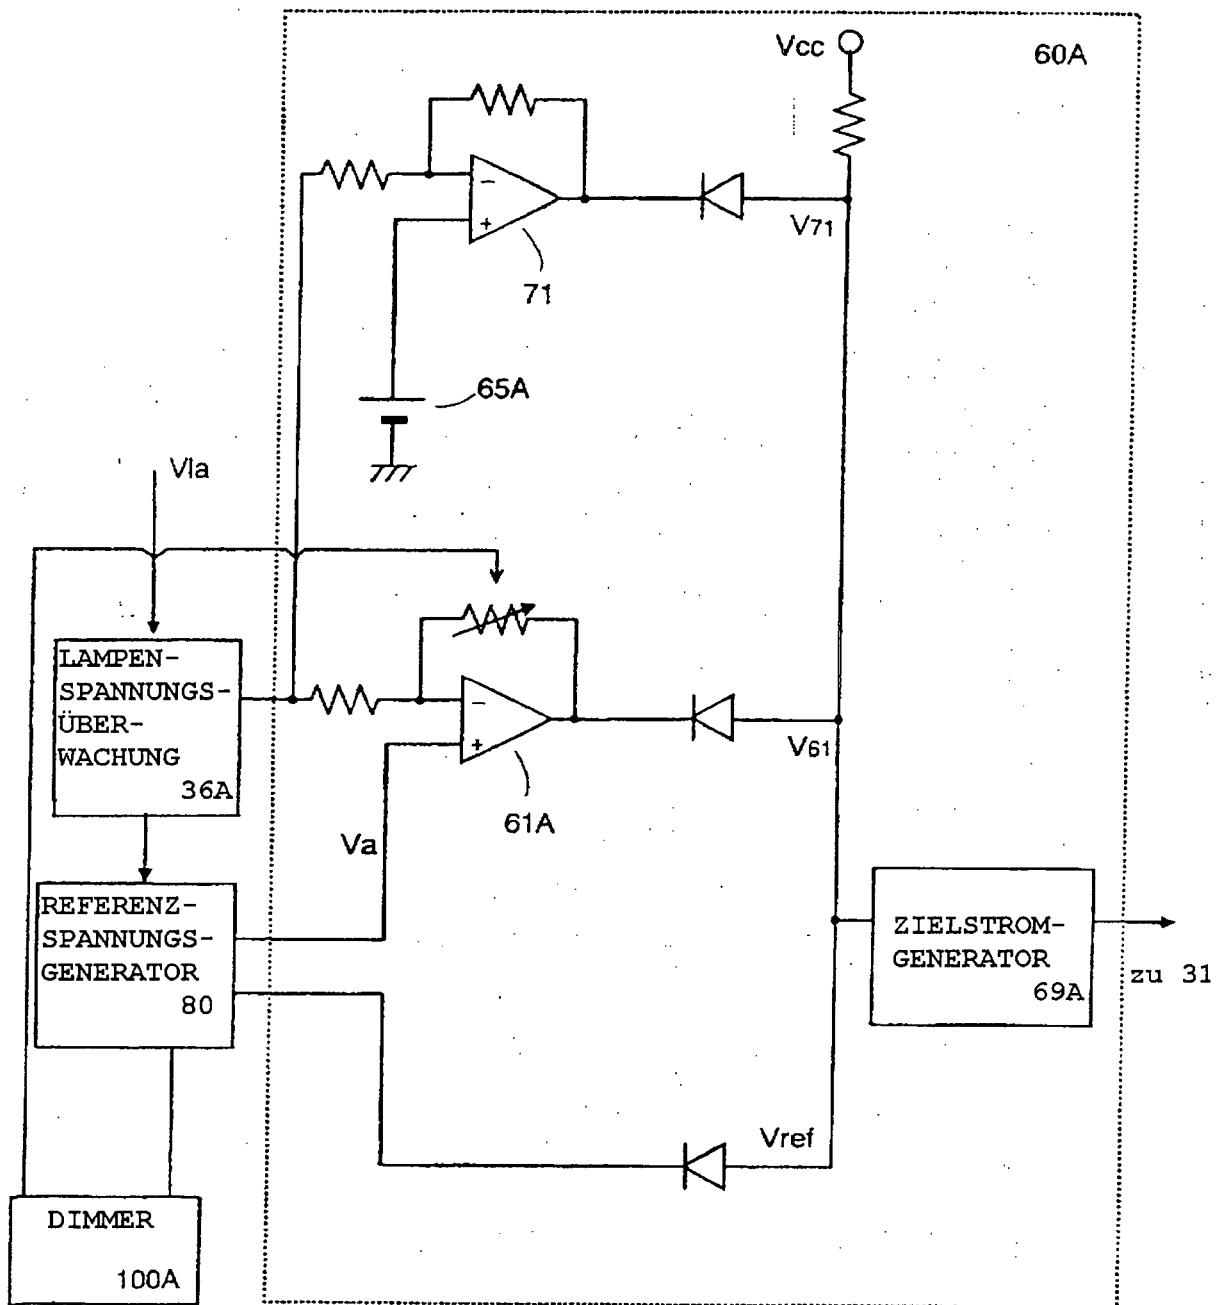 Vcc
60A
−
+
V71
71
65A
Vla
LAMPEN-
SPANNUNGS-
ÜBER-
WACHUNG
36A
−
+
V61
61A
Va
REFERENZ-
SPANNUNGS-
GENERATOR
80
ZIELSTROM-
GENERATOR
69A
zu 31
Vref
DIMMER
100A